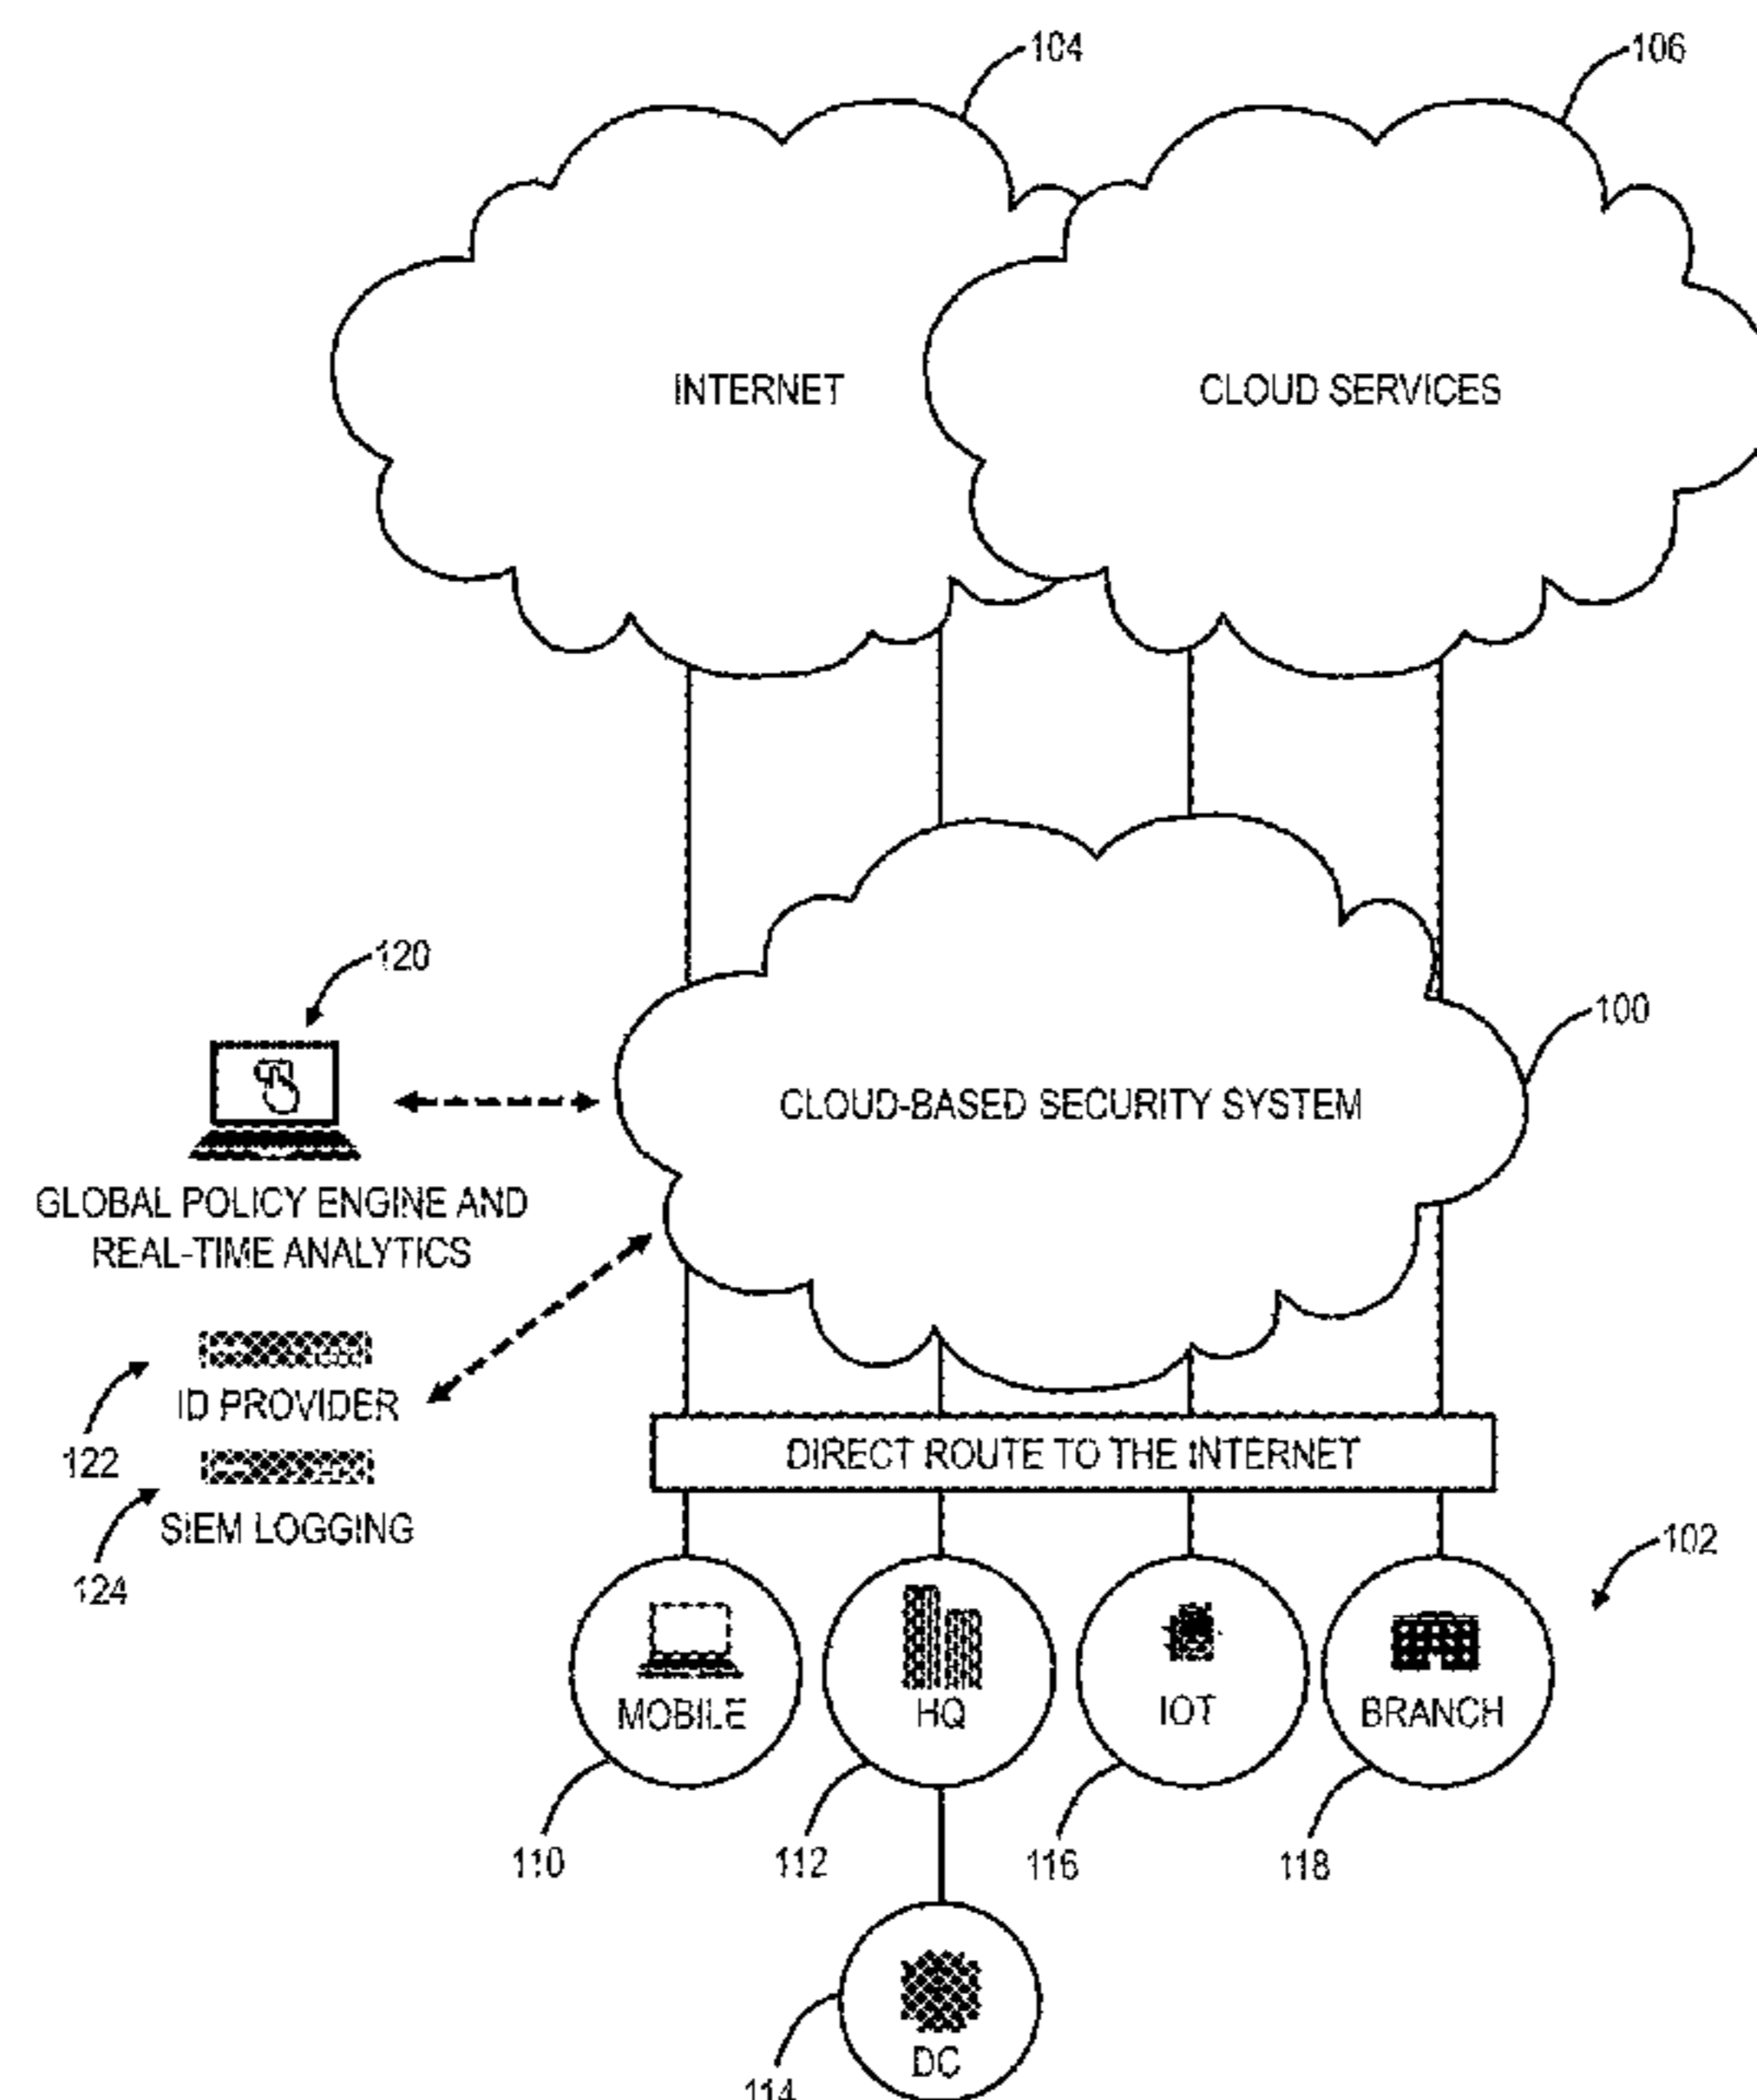 104
106
INTERNET
CLOUD SERVICES
120
100
CLOUD-BASED SECURITY SYSTEM
GLOBAL POLICY ENGINE AND
REAL-TIME ANALYTICS
ID PROVIDER
122
DIRECT ROUTE TO THE INTERNET
SIEM LOGGING
124
102
MOBILE
HQ
IOT
BRANCH
110
112
116
118
DC
114